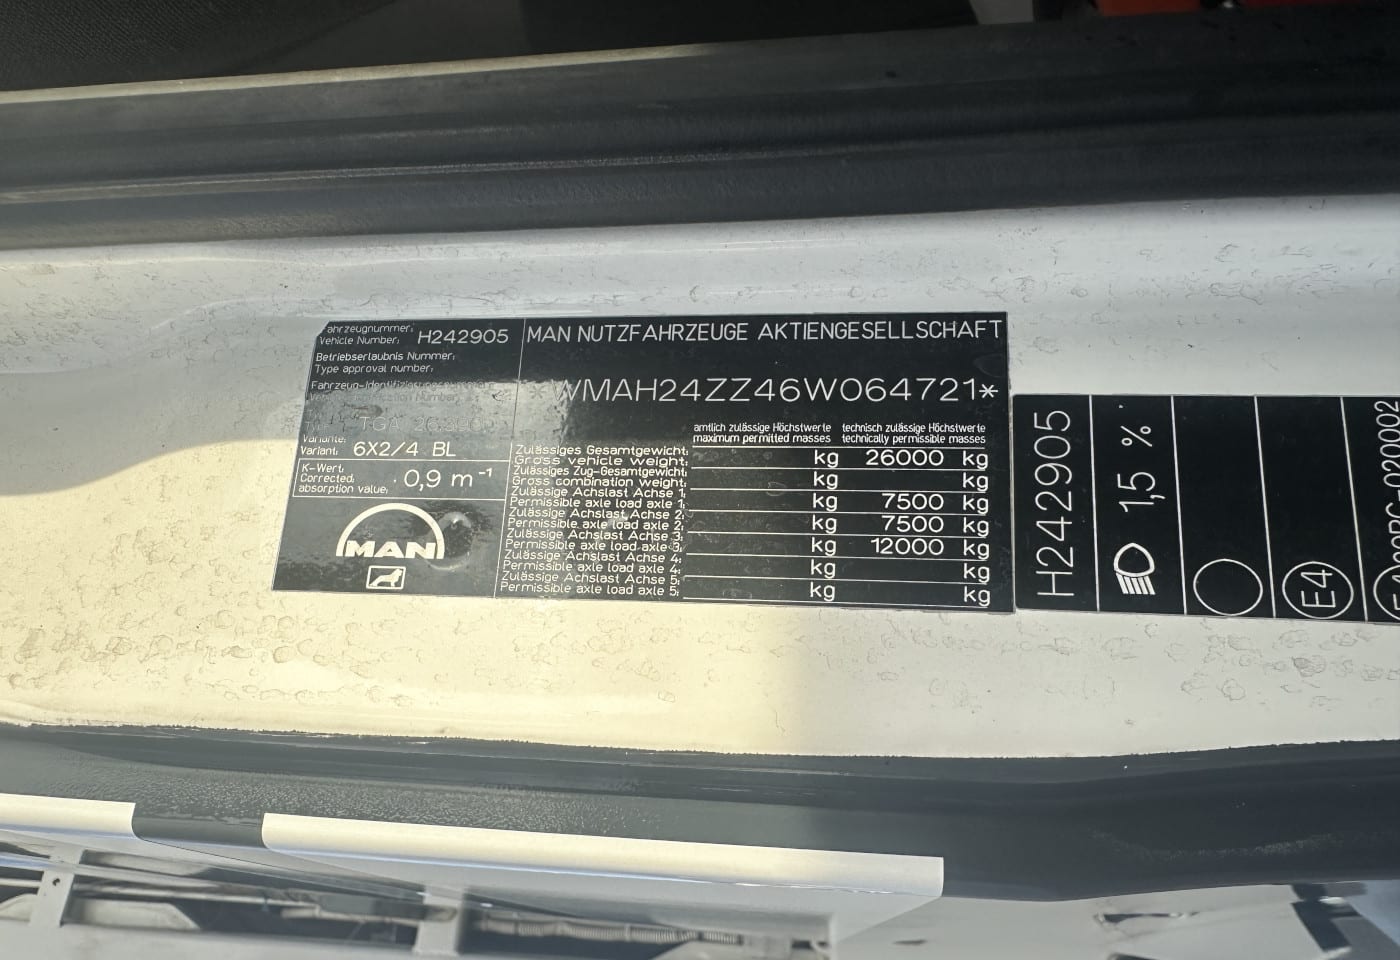 Fahrzeugnummer:
Vehicle Number: H242905
Betriebserlaubnis Nummer:
Type approval number:
Fahrzeug-Identifizierungsnummer
Variante:
Variant: 6X2/4 BL
K-Wert:
Corrected
absorption value: 0,9 m⁻¹
MAN
MAN NUTZFAHRZEUGE AKTIENGESELLSCHAFT
*WMAH24ZZ46W064721*
amtlich zulässige Höchstwerte technisch zulässige Höchstwerte
maximum permitted masses technically permissible masses
Zulässiges Gesamtgewicht:
Gross vehicle weight: kg 26000 kg
Zulässiges Zug-Gesamtgewicht:
Gross combination weight: kg kg
Zulässige Achslast Achse 1:
Permissible axle load axle 1: kg 7500 kg
Zulässige Achslast Achse 2:
Permissible axle load axle 2: kg 7500 kg
Zulässige Achslast Achse 3:
Permissible axle load axle 3: kg 12000 kg
Zulässige Achslast Achse 4:
Permissible axle load axle 4: kg kg
Zulässige Achslast Achse 5:
Permissible axle load axle 5: kg kg
H242905
1,5 %
E4